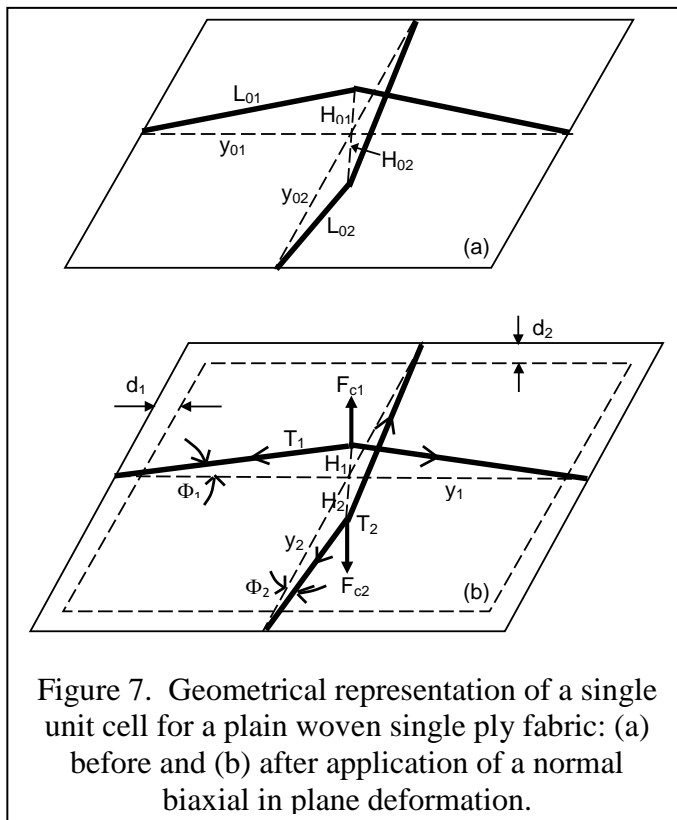 L01
H01
y01
H02
y02
L02
(a)
d2
d1
Fc1
T1
H1
Φ1
H2
y1
T2
y2
Φ2
Fc2
(b)
Figure 7. Geometrical representation of a single
unit cell for a plain woven single ply fabric: (a)
before and (b) after application of a normal
biaxial in plane deformation.